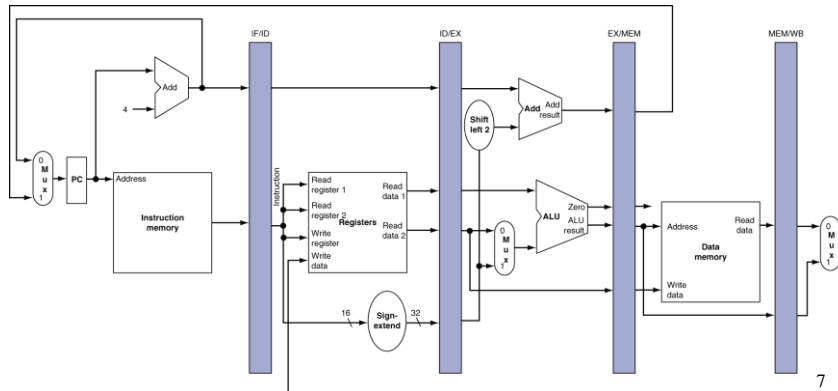 IF/ID
ID/EX
EX/MEM
MEM/WB
Add
4
Add
Add
result
Shift
left 2
0
M
u
x
1
PC
Address
Instruction
memory
Instruction
Read
register 1
Read
register 2
Write
register
Write
data
Registers
Read
data 1
Read
data 2
0
M
u
x
1
Zero
ALU
ALU
result
Address
Read
data
Data
memory
Write
data
0
M
u
x
1
16
Sign-
extend
32
7